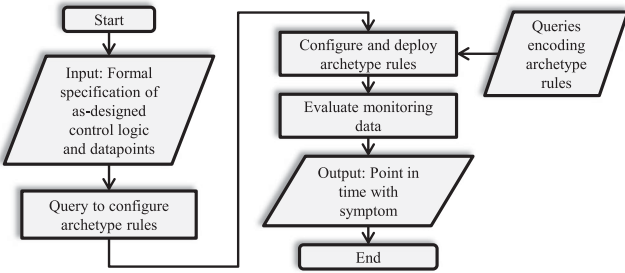 Start
Input: Formal
specification of
as-designed
control logic
and datapoints
Query to configure
archetype rules
Configure and deploy
archetype rules
Queries
encoding
archetype
rules
Evaluate monitoring
data
Output: Point in
time with
symptom
End